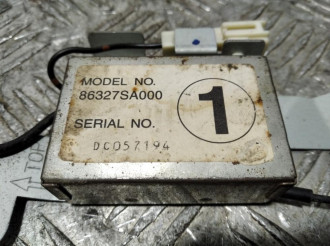 MODEL NO.
86327SA000
1
SERIAL NO.
DC057194